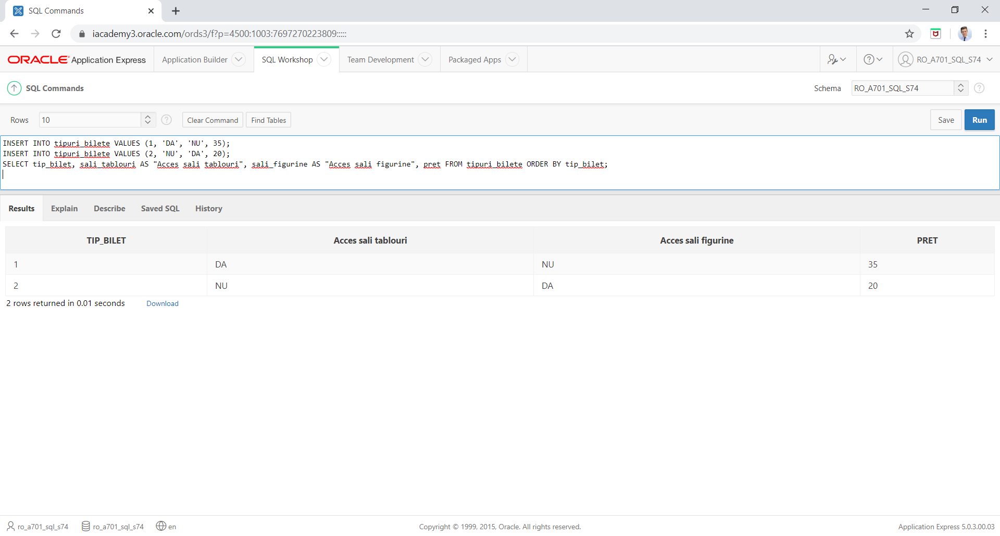 SQL Commands
iacademy3.oracle.com/ords3/f?p=4500:1003:7697270223809:::::
ORACLE Application Express Application Builder SQL Workshop Team Development Packaged Apps RO_A701_SQL_S74
SQL Commands Schema RO_A701_SQL_S74
Rows 10 Clear Command Find Tables Save Run
INSERT INTO tipuri_bilete VALUES (1, 'DA', 'NU', 35);
INSERT INTO tipuri_bilete VALUES (2, 'NU', 'DA', 20);
SELECT tip_bilet, sali_tablouri AS "Acces sali tablouri", sali_figurine AS "Acces sali figurine", pret FROM tipuri_bilete ORDER BY tip_bilet;
Results Explain Describe Saved SQL History
TIP_BILET Acces sali tablouri Acces sali figurine PRET
1 DA NU 35
2 NU DA 20
2 rows returned in 0.01 seconds Download
ro_a701_sql_s74 ro_a701_sql_s74 en Copyright © 1999, 2015, Oracle. All rights reserved. Application Express 5.0.3.00.03